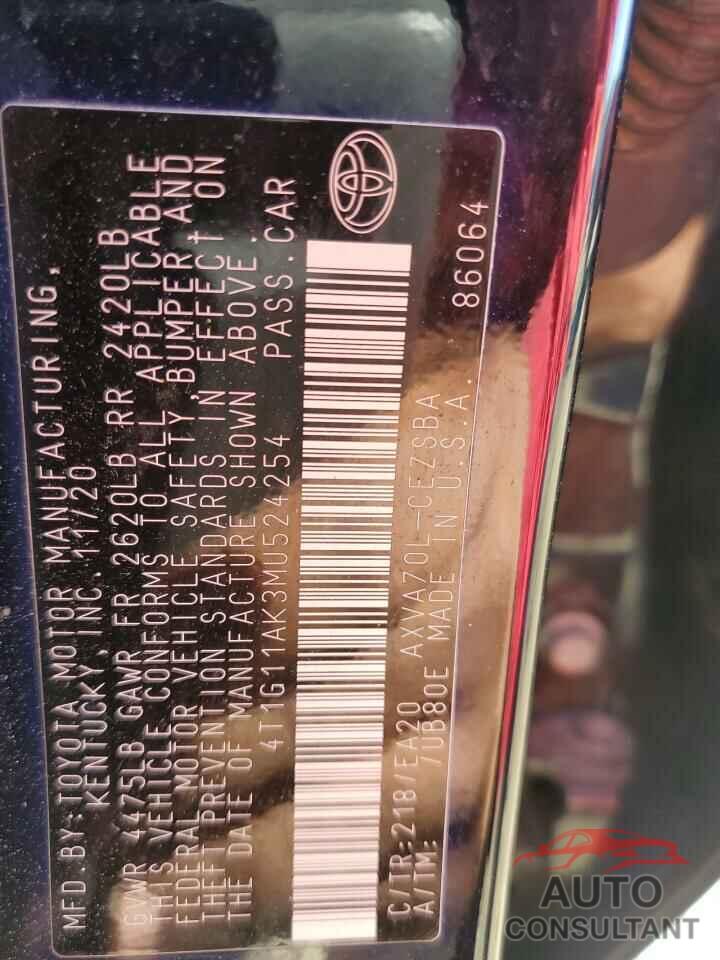 MFD.BY:TOYOTA MOTOR MANUFACTURING,
KENTUCKY,INC. 11/20
GVWR 4475LB GAWR FR 2620LB RR 2420LB
THIS VEHICLE CONFORMS TO ALL APPLICABLE
FEDERAL MOTOR VEHICLE SAFETY, BUMPER AND
THEFT PREVENTION STANDARDS IN EFFECT ON
THE DATE OF MANUFACTURE SHOWN ABOVE.
4T1G11AK3MU524254 PASS.CAR
C/TR:218/EA20 AXVA70L-CEZSBA
A/TM: /UB80E MADE IN U.S.A. 86064
AUTO
CONSULTANT